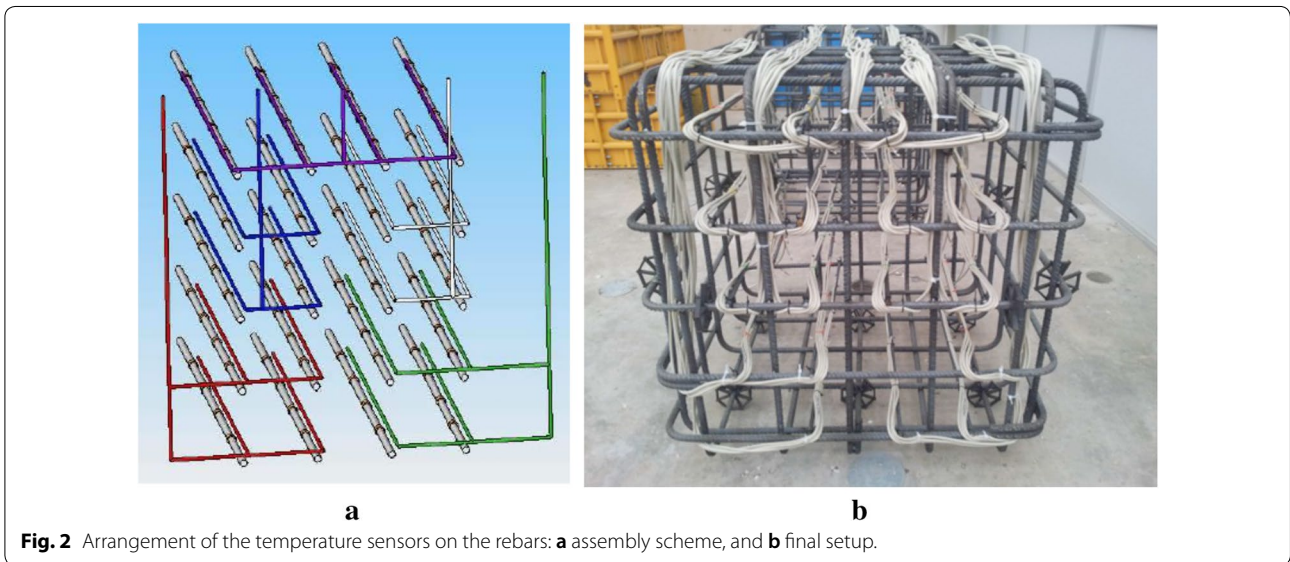 a
b
Fig. 2 Arrangement of the temperature sensors on the rebars: a assembly scheme, and b final setup.